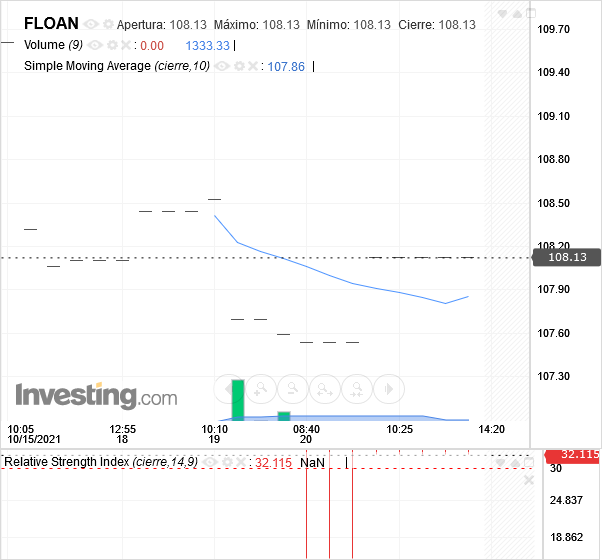 FLOAN Apertura: 108.13 Máximo: 108.13 Mínimo: 108.13 Cierre: 108.13
Volume (9) : 0.00 1333.33
Simple Moving Average (cierre,10) : 107.86
109.70
109.40
109.10
108.80
108.50
108.20
108.13
107.90
107.60
107.30
Investing.com
10:05 12:55 10:10 08:40 10:25 14:20
10/15/2021 18 19 20
Relative Strength Index (cierre,14,9) : 32.115 NaN
32.115
30
24.837
18.862